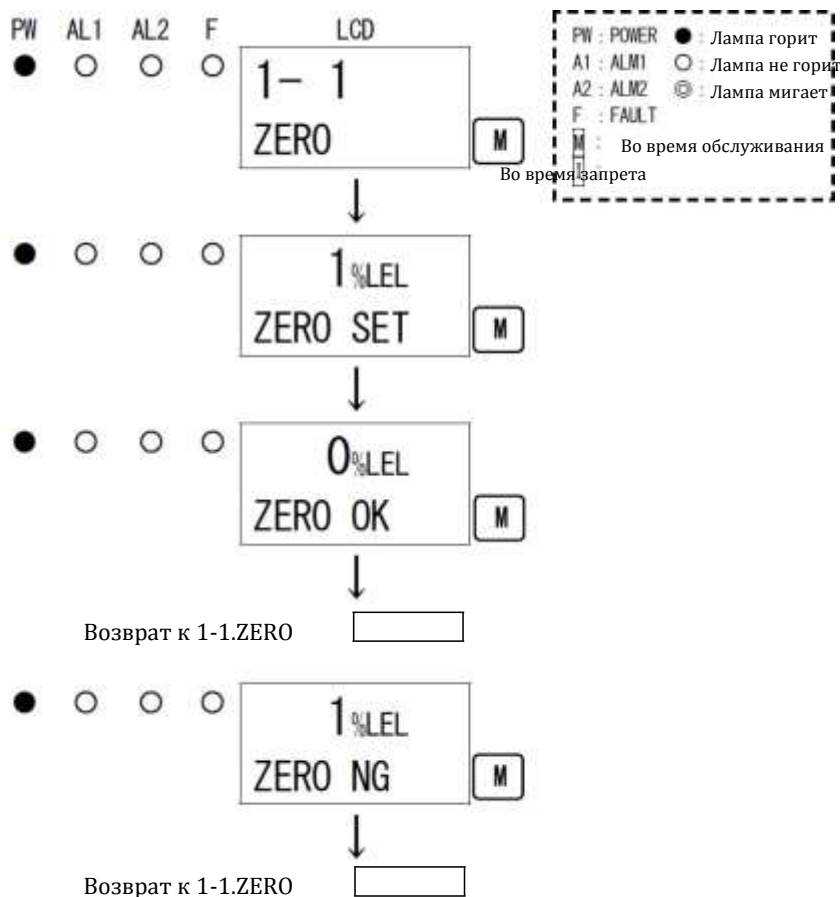 PW AL1 AL2 F LCD
1- 1
ZERO
M
PW : POWER ● : Лампа горит
A1 : ALM1 ○ : Лампа не горит
A2 : ALM2 ◎ : Лампа мигает
F : FAULT
M : Во время обслуживания
I : Во время запрета
1%LEL
ZERO SET
M
0%LEL
ZERO OK
M
Возврат к 1-1.ZERO
1%LEL
ZERO NG
M
Возврат к 1-1.ZERO